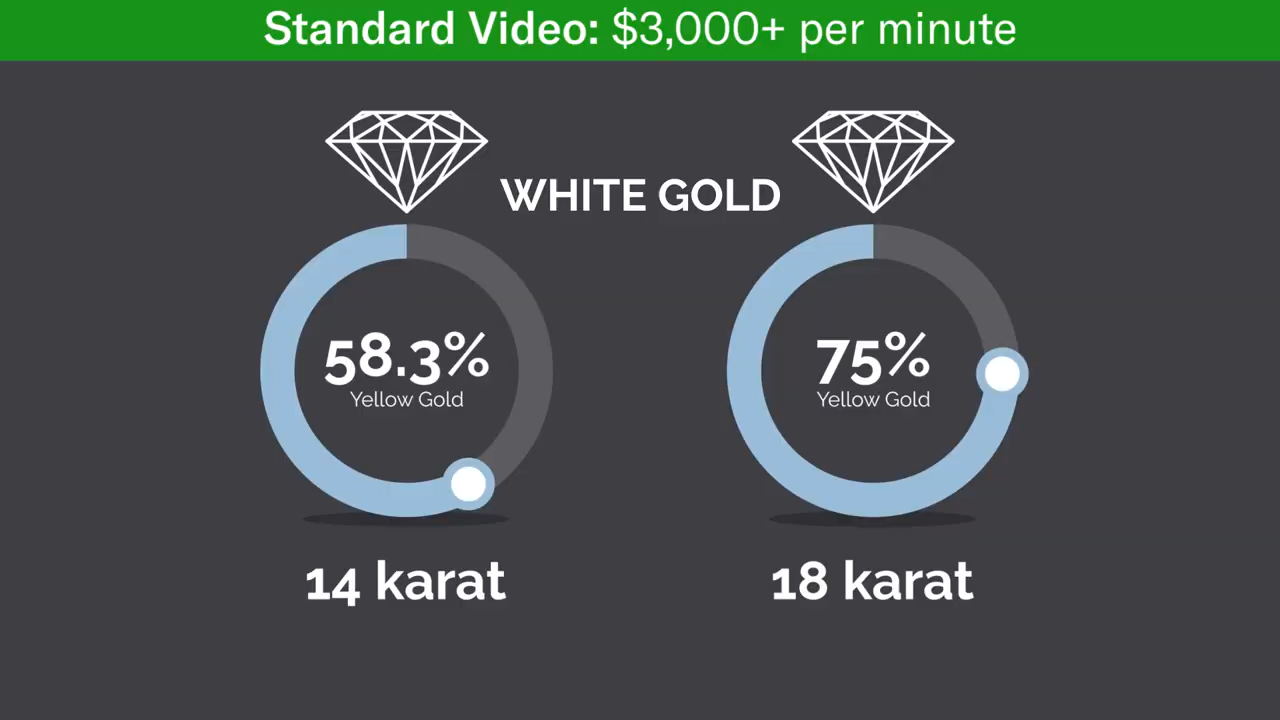 Standard Video: $3,000+ per minute
WHITE GOLD
58.3%
Yellow Gold
14 karat
75%
Yellow Gold
18 karat